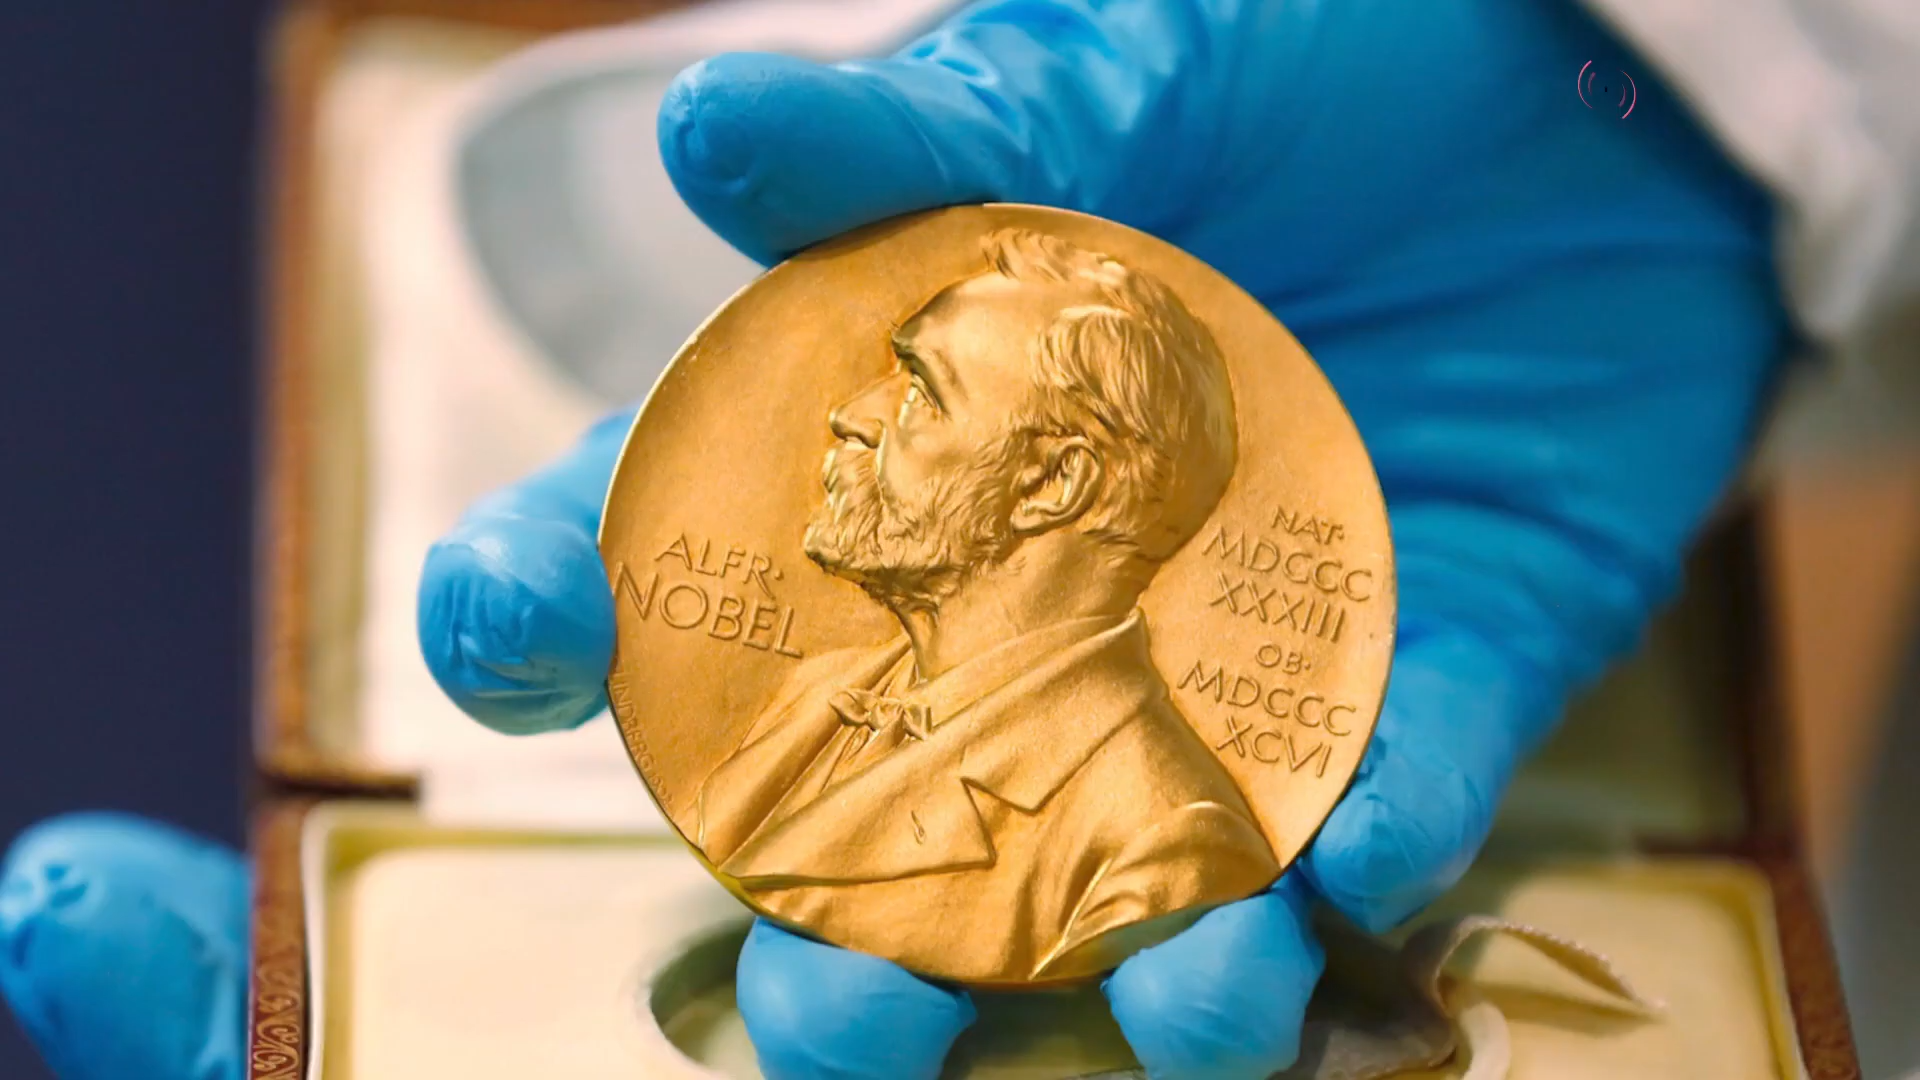 ALFR·
NOBEL
NAT·
MDCCC
XXXIII
OB·
MDCCC
XCVI